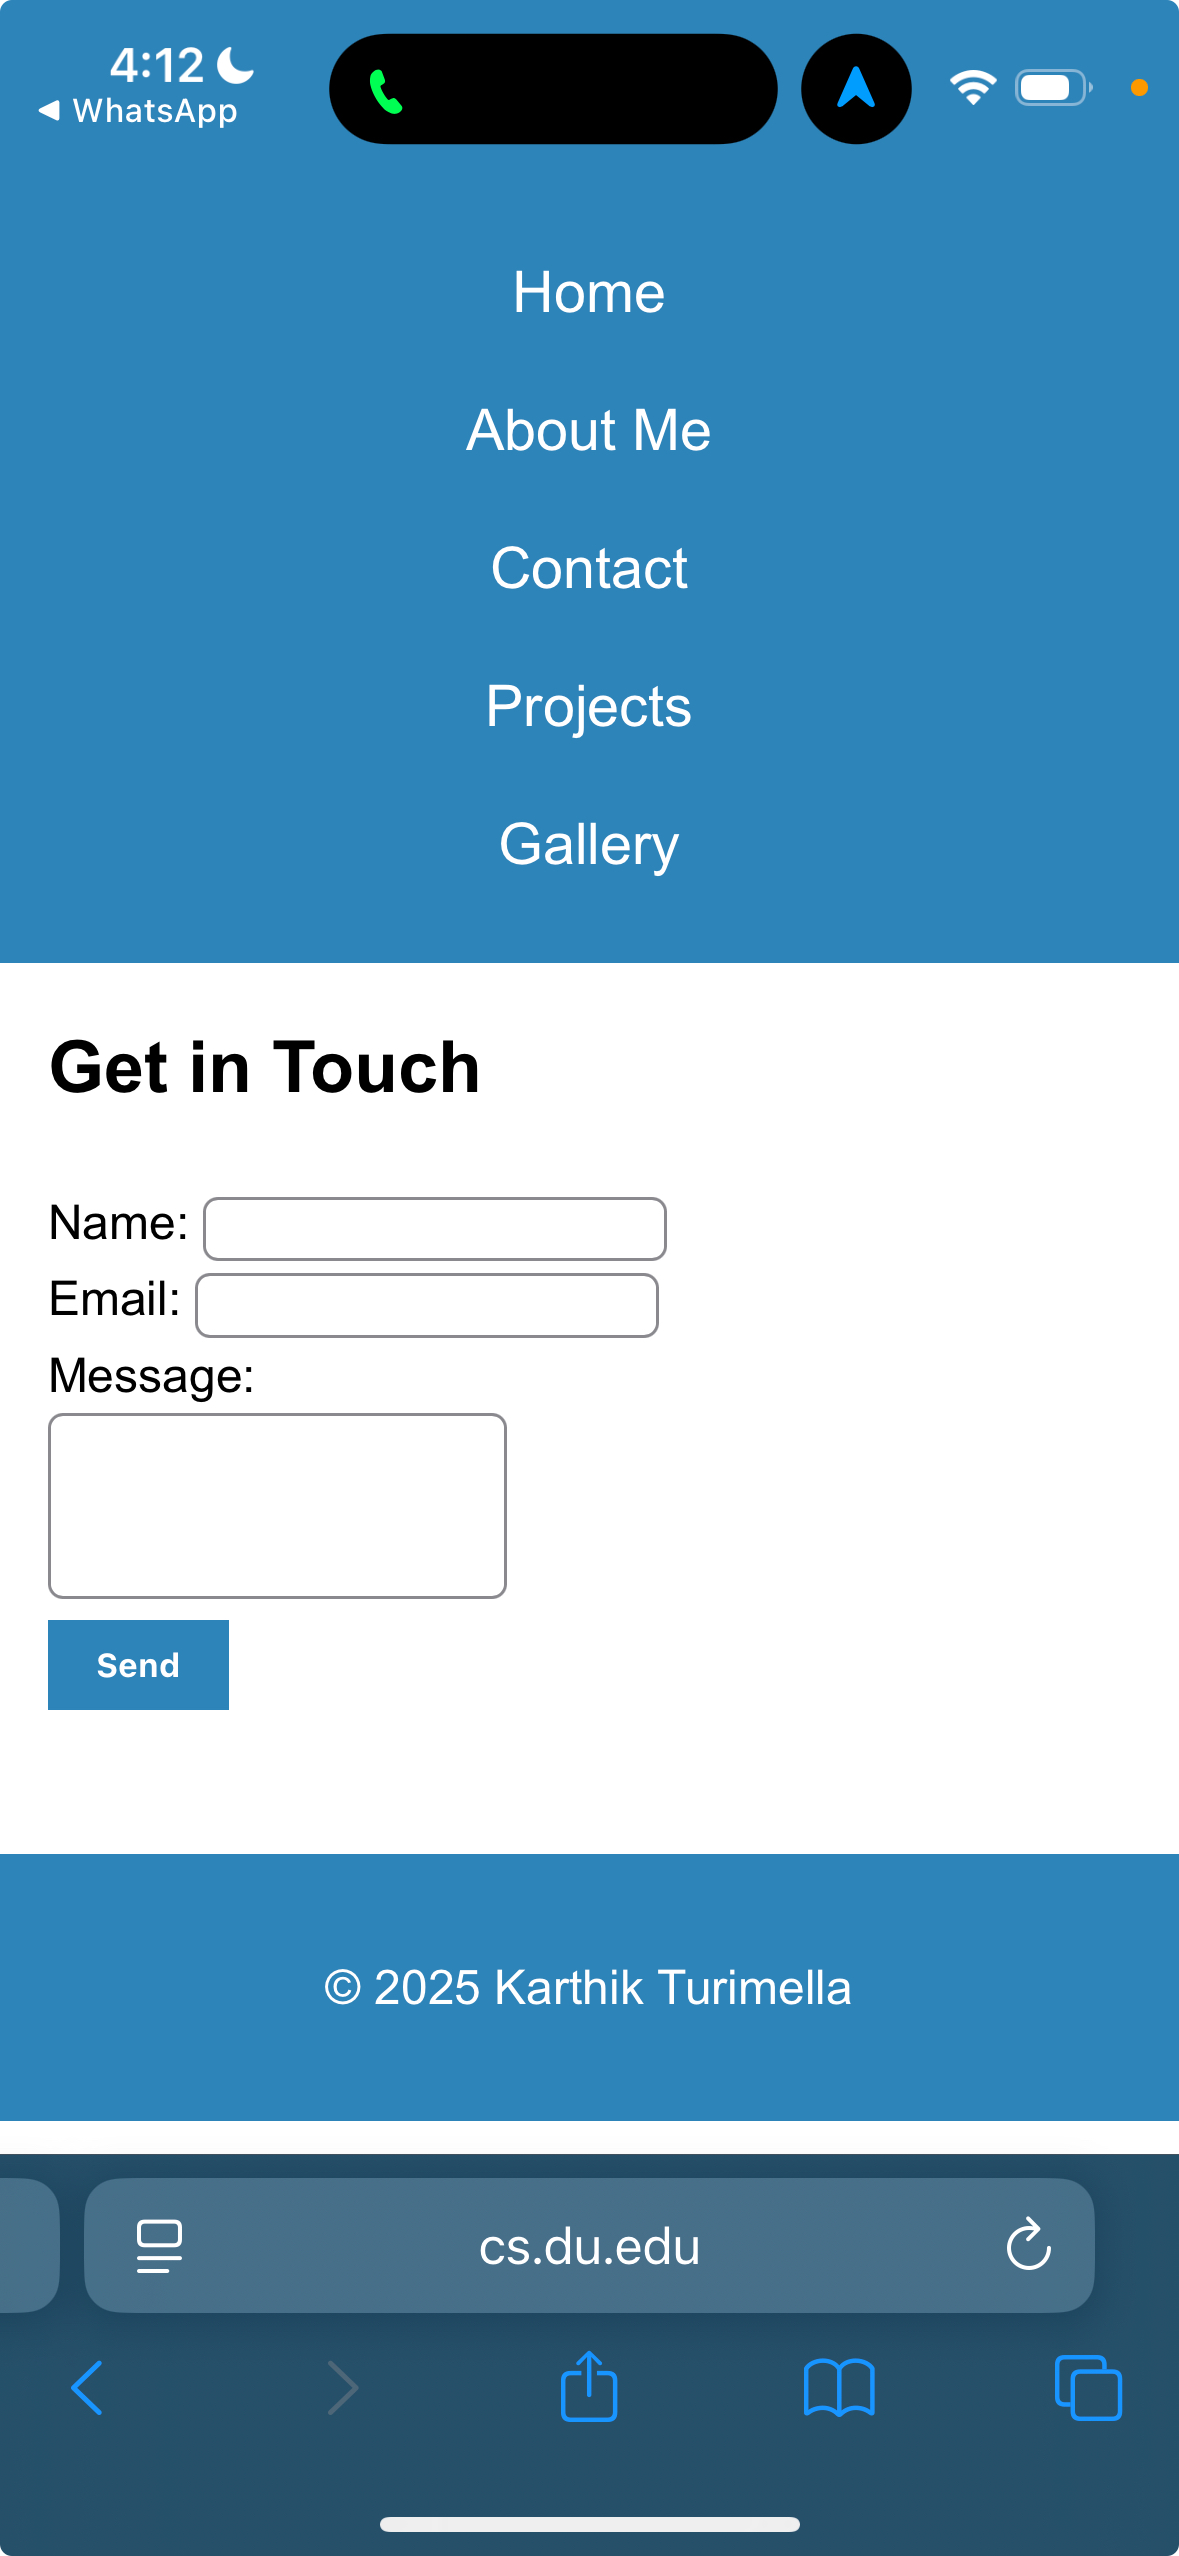 4:12
WhatsApp
Home
About Me
Contact
Projects
Gallery
Get in Touch
Name:
Email:
Message:
Send
© 2025 Karthik Turimella
cs.du.edu